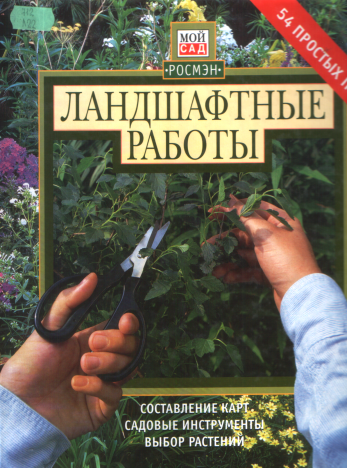 МОЙ
САД
•РОСМЭН•
54 ПРОСТЫХ
ЛАНДШАФТНЫЕ
РАБОТЫ
СОСТАВЛЕНИЕ КАРТ
САДОВЫЕ ИНСТРУМЕНТЫ
ВЫБОР РАСТЕНИЙ